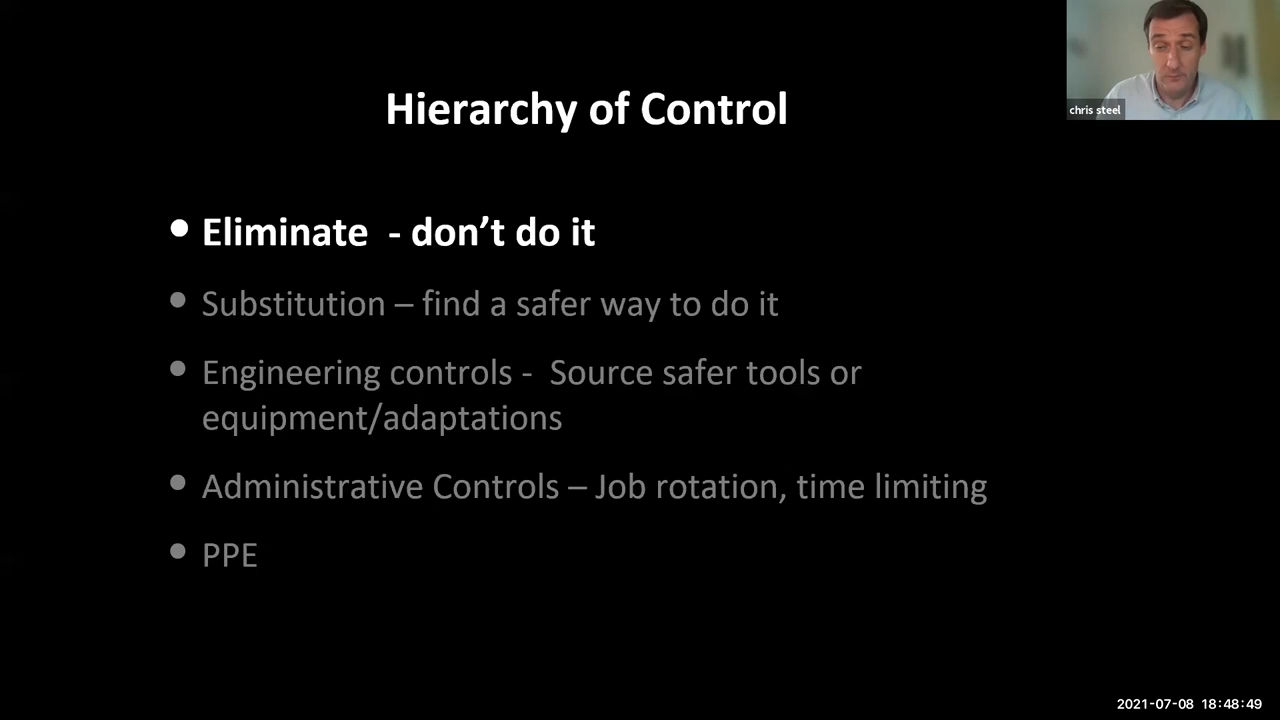 chris steel
Hierarchy of Control
• Eliminate  - don’t do it
• Substitution – find a safer way to do it
• Engineering controls -  Source safer tools or
equipment/adaptations
• Administrative Controls – Job rotation, time limiting
• PPE
2021-07-08 18:48:49